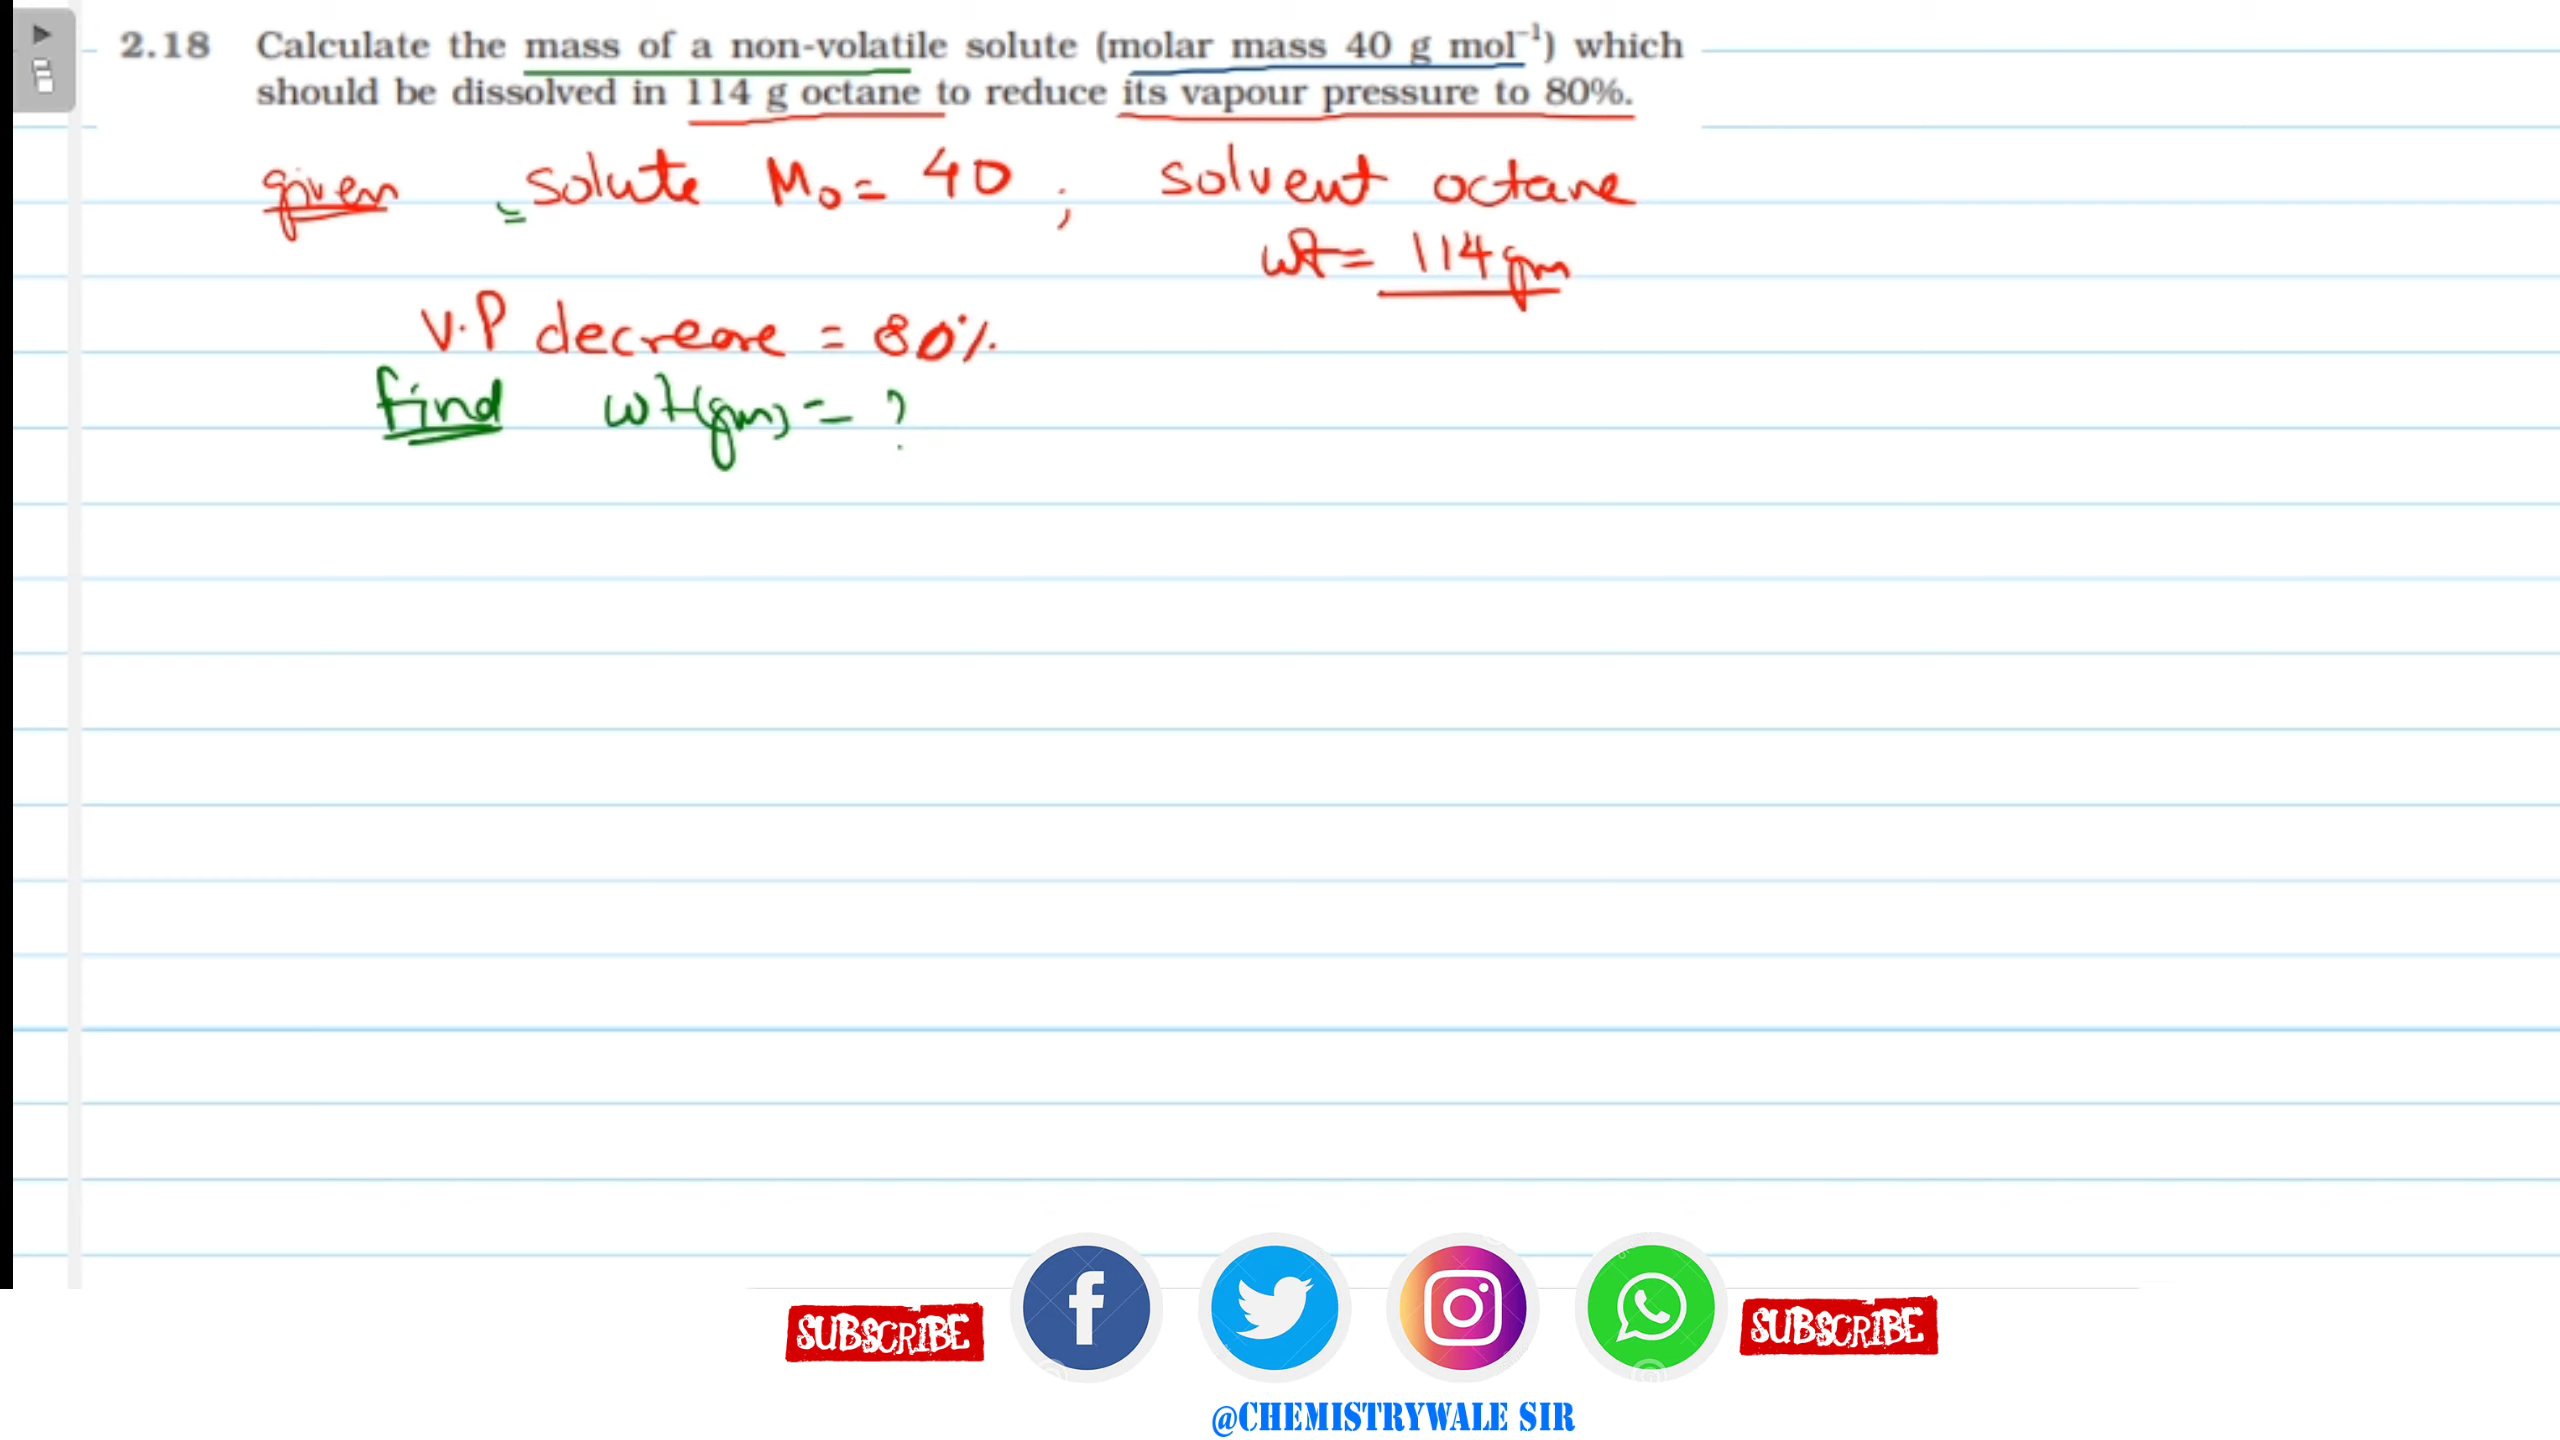 2.18 Calculate the mass of a non-volatile solute (molar mass 40 g mol⁻¹) which
should be dissolved in 114 g octane to reduce its vapour pressure to 80%.
given = solute M₀ = 40 ; solvent octane
wt = 114 gm
V.P decrease = 80%
find wt(gm) = ?
SUBSCRIBE
SUBSCRIBE
@CHEMISTRYWALE SIR